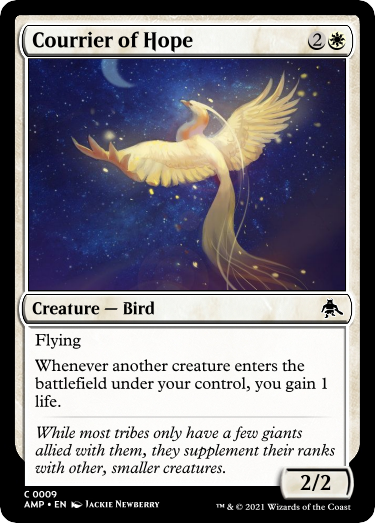 Courrier of Hope 2
Creature — Bird
Flying
Whenever another creature enters the
battlefield under your control, you gain 1
life.
While most tribes only have a few giants
allied with them, they supplement their ranks
with other, smaller creatures.
2/2
C 0009
AMP • EN Jackie Newberry
™ & © 2021 Wizards of the Coast